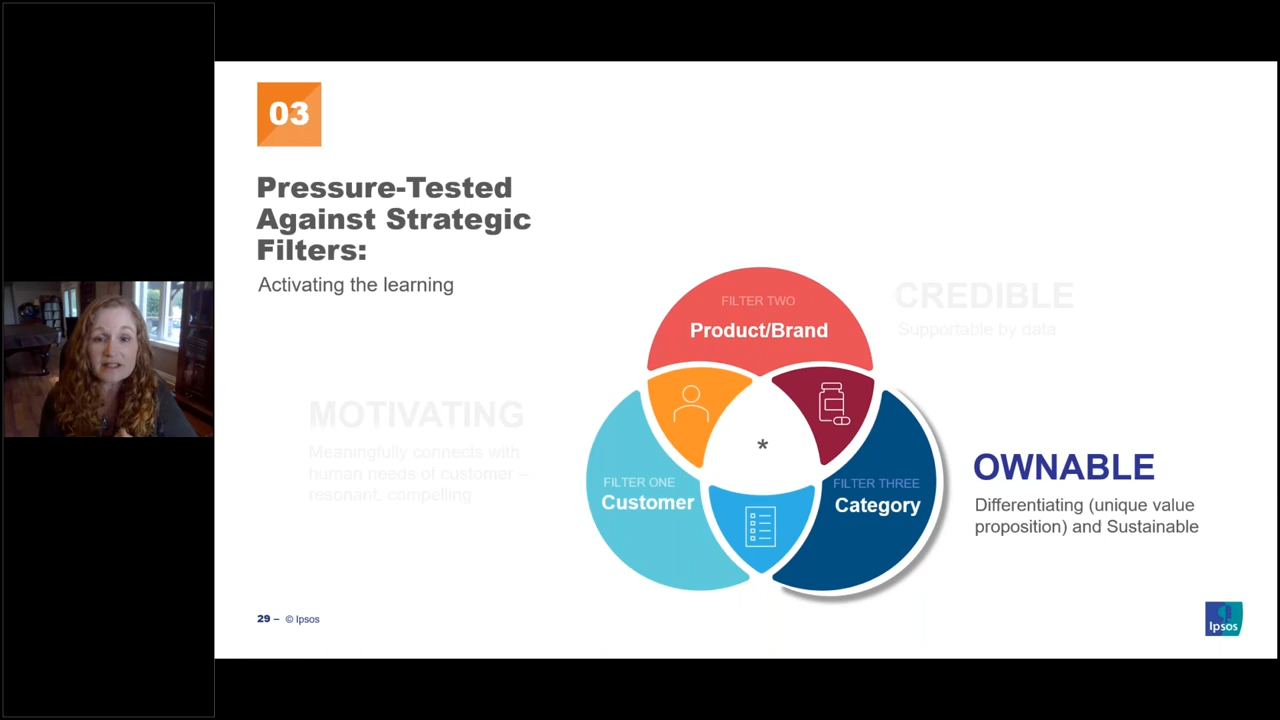 03
Pressure-Tested
Against Strategic
Filters:
Activating the learning
FILTER TWO
Product/Brand
CREDIBLE
Supportable by data
MOTIVATING
Meaningfully connects with
human needs of customer –
resonant, compelling
*
FILTER ONE
Customer
FILTER THREE
Category
OWNABLE
Differentiating (unique value
proposition) and Sustainable
29 – © Ipsos
Ipsos